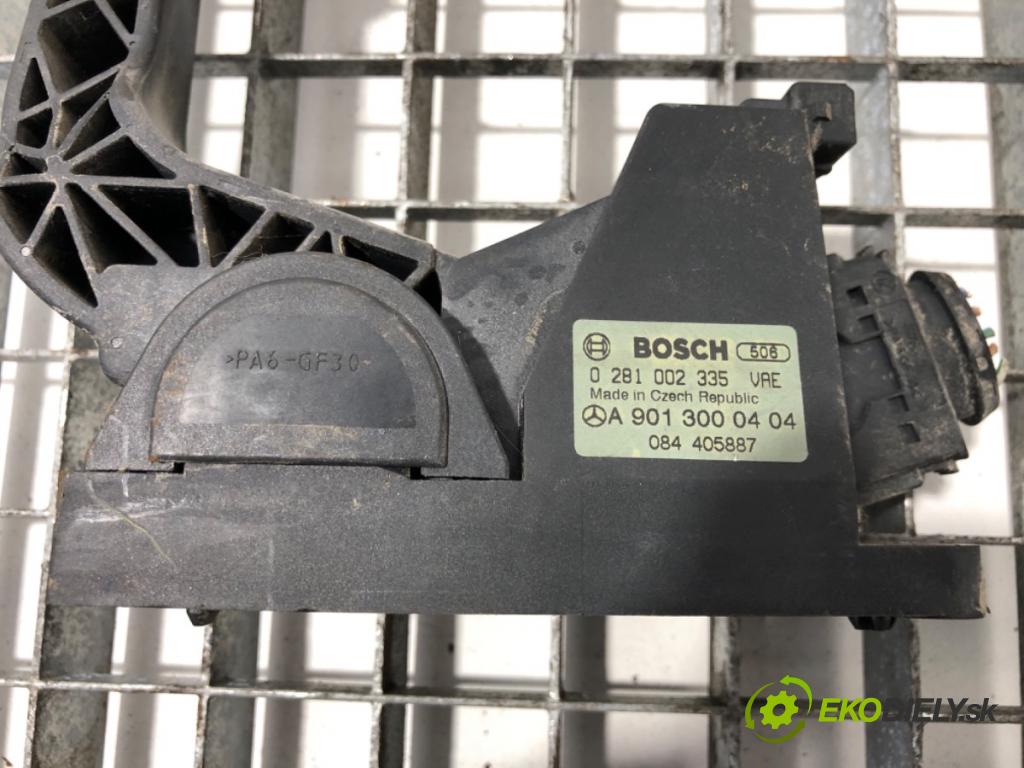 >PA6-GF30<
BOSCH 506
0 281 002 335 VAE
Made in Czech Republic
A 901 300 04 04
084 405887
EKODIELY.sk